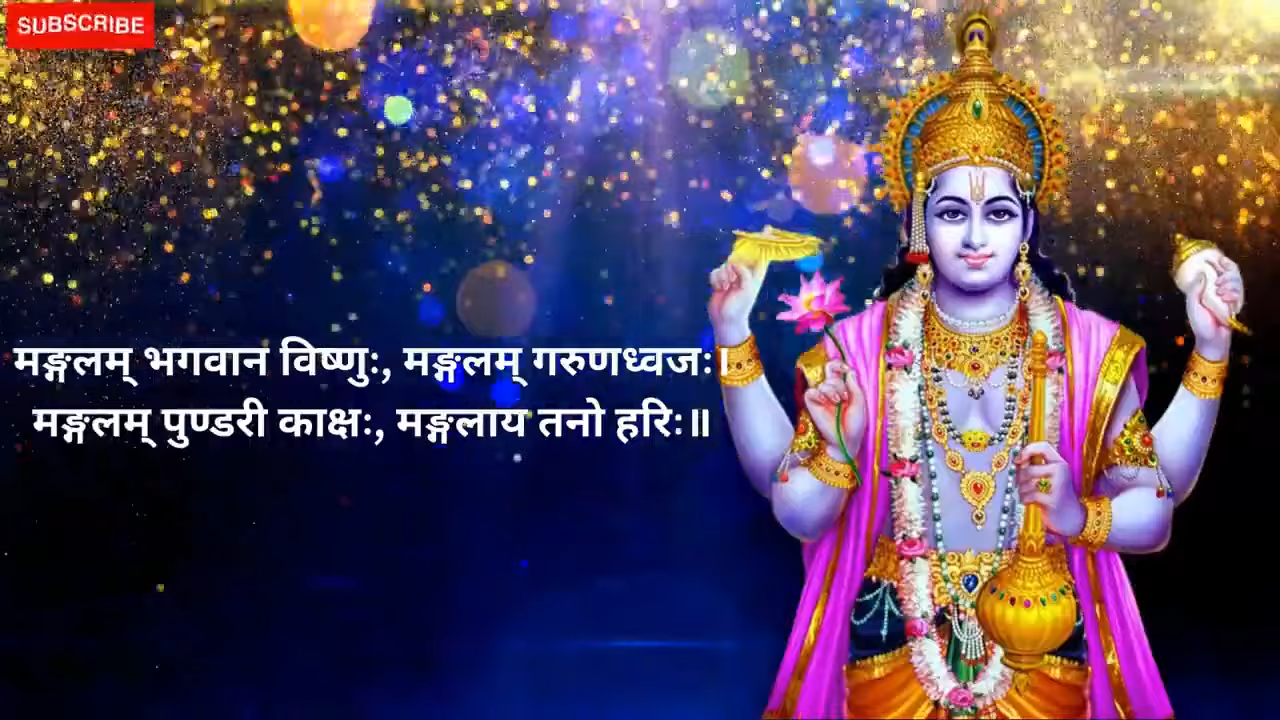 SUBSCRIBE
मङ्गलम् भगवान विष्णुः, मङ्गलम् गरुणध्वजः।
मङ्गलम् पुण्डरी काक्षः, मङ्गलाय तनो हरिः॥